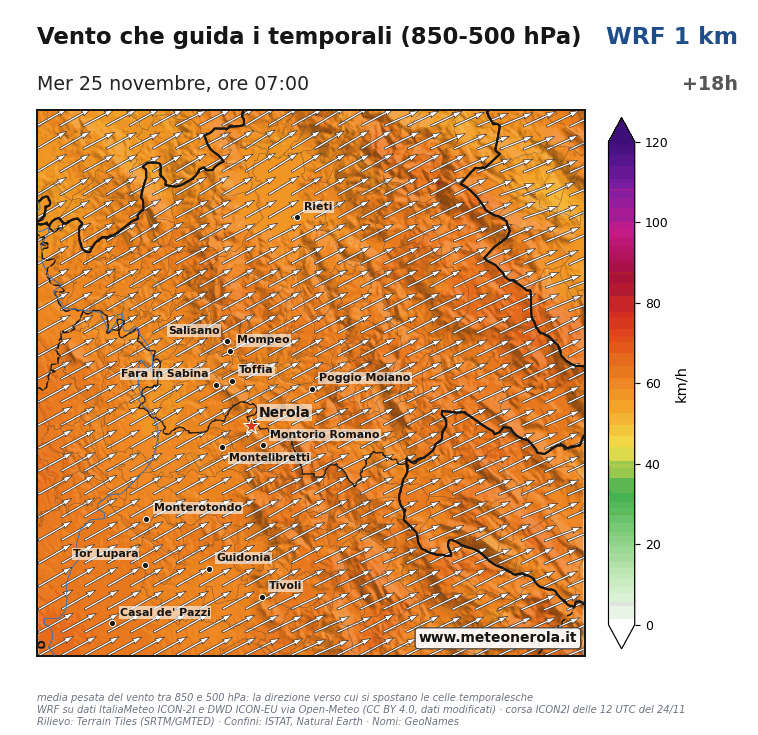 Vento che guida i temporali (850-500 hPa) WRF 1 km
Mer 25 novembre, ore 07:00 +18h
Rieti
Salisano
Mompeo
Fara in Sabina
Toffia
Poggio Moiano
Nerola
Montorio Romano
Montelibretti
Monterotondo
Tor Lupara
Guidonia
Tivoli
Casal de' Pazzi
www.meteonerola.it
120
100
80
60
40
20
0
km/h
media pesata del vento tra 850 e 500 hPa: la direzione verso cui si spostano le celle temporalesche
WRF su dati ItaliaMeteo ICON-2I e DWD ICON-EU via Open-Meteo (CC BY 4.0, dati modificati) · corsa ICON2I delle 12 UTC del 24/11
Rilievo: Terrain Tiles (SRTM/GMTED) · Confini: ISTAT, Natural Earth · Nomi: GeoNames